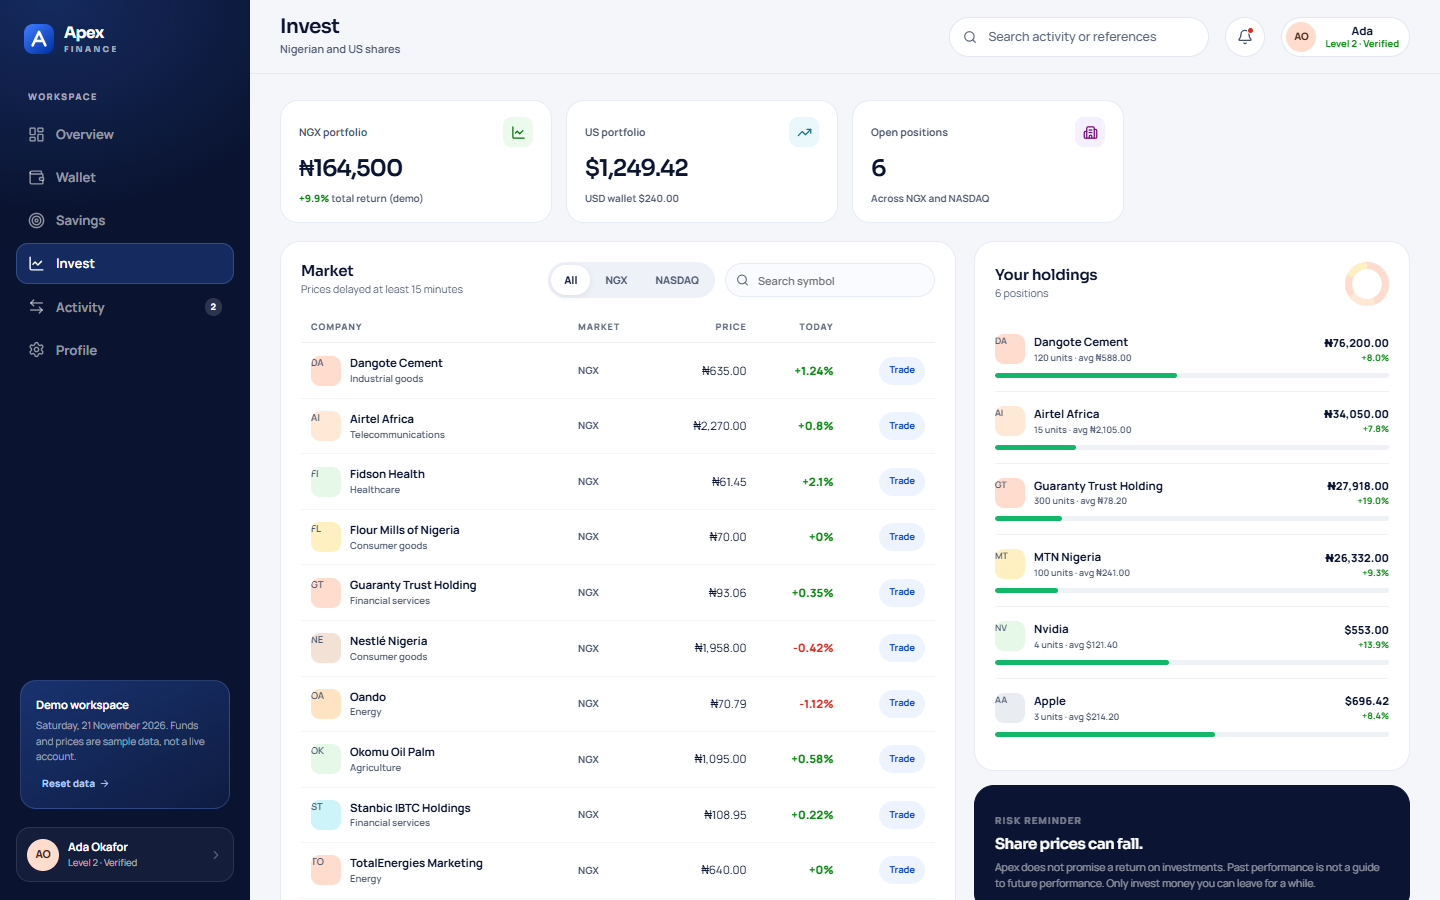 Apex
FINANCE
WORKSPACE
Overview
Wallet
Savings
Invest
Activity
2
Profile
Demo workspace
Saturday, 21 November 2026. Funds
and prices are sample data, not a live
account.
Reset data →
AO
Ada Okafor
Level 2 · Verified
Invest
Nigerian and US shares
Search activity or references
AO
Ada
Level 2 · Verified
NGX portfolio
₦164,500
+9.9% total return (demo)
US portfolio
$1,249.42
USD wallet $240.00
Open positions
6
Across NGX and NASDAQ
Market
Prices delayed at least 15 minutes
All
NGX
NASDAQ
Search symbol
COMPANY MARKET PRICE TODAY
DA Dangote Cement NGX ₦635.00 +1.24% Trade
Industrial goods
AI Airtel Africa NGX ₦2,270.00 +0.8% Trade
Telecommunications
FI Fidson Health NGX ₦61.45 +2.1% Trade
Healthcare
FL Flour Mills of Nigeria NGX ₦70.00 +0% Trade
Consumer goods
GT Guaranty Trust Holding NGX ₦93.06 +0.35% Trade
Financial services
NE Nestlé Nigeria NGX ₦1,958.00 -0.42% Trade
Consumer goods
OA Oando NGX ₦70.79 -1.12% Trade
Energy
OK Okomu Oil Palm NGX ₦1,095.00 +0.58% Trade
Agriculture
ST Stanbic IBTC Holdings NGX ₦108.95 +0.22% Trade
Financial services
TO TotalEnergies Marketing NGX ₦640.00 +0% Trade
Energy
Your holdings
6 positions
DA Dangote Cement ₦76,200.00
120 units · avg ₦588.00 +8.0%
AI Airtel Africa ₦34,050.00
15 units · avg ₦2,105.00 +7.8%
GT Guaranty Trust Holding ₦27,918.00
300 units · avg ₦78.20 +19.0%
MT MTN Nigeria ₦26,332.00
100 units · avg ₦241.00 +9.3%
NV Nvidia $553.00
4 units · avg $121.40 +13.9%
AA Apple $696.42
3 units · avg $214.20 +8.4%
RISK REMINDER
Share prices can fall.
Apex does not promise a return on investments. Past performance is not a guide
to future performance. Only invest money you can leave for a while.